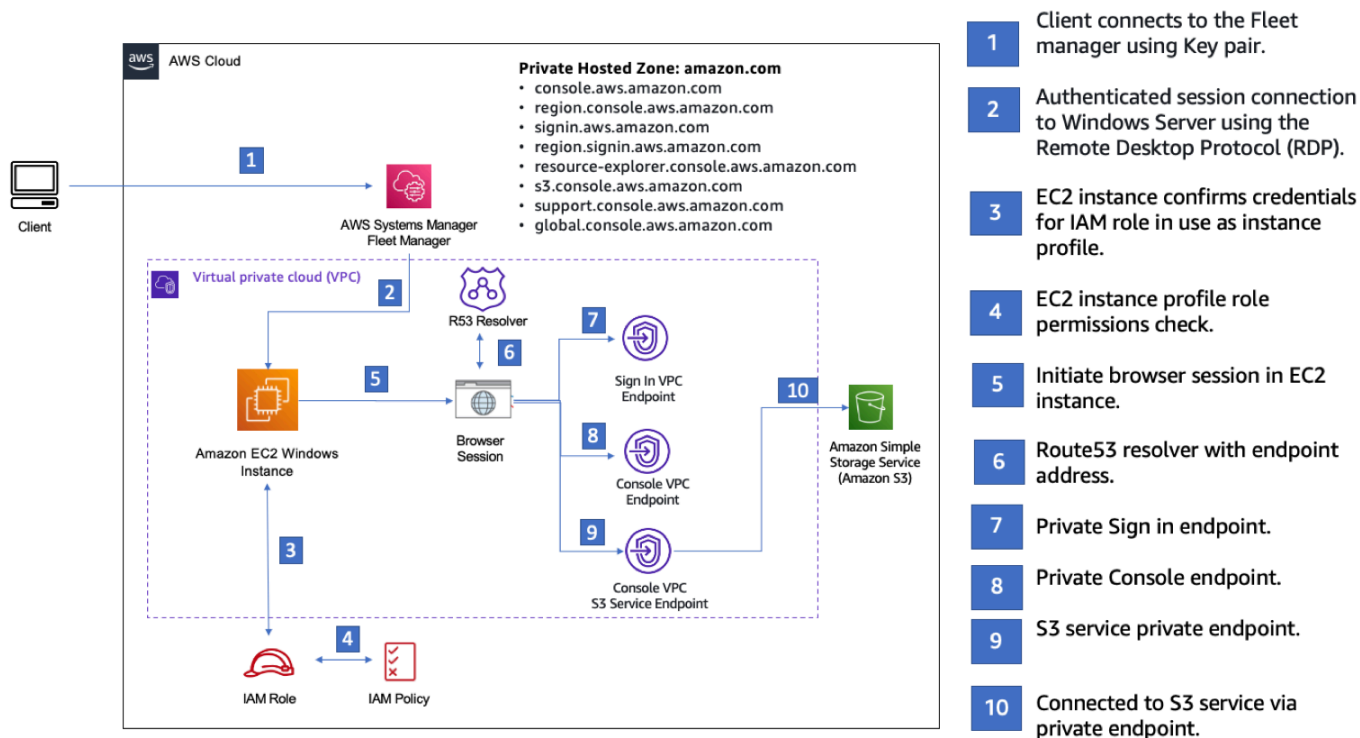 aws
AWS Cloud
Private Hosted Zone: amazon.com
• console.aws.amazon.com
• region.console.aws.amazon.com
• signin.aws.amazon.com
• region.signin.aws.amazon.com
• resource-explorer.console.aws.amazon.com
• s3.console.aws.amazon.com
• support.console.aws.amazon.com
• global.console.aws.amazon.com
1
Client
AWS Systems Manager
Fleet Manager
Virtual private cloud (VPC)
2
R53 Resolver
6
7
Sign In VPC
Endpoint
5
Amazon EC2 Windows
Instance
Browser
Session
8
Console VPC
Endpoint
10
Amazon Simple
Storage Service
(Amazon S3)
9
Console VPC
S3 Service Endpoint
3
4
IAM Role
IAM Policy
1
Client connects to the Fleet
manager using Key pair.
2
Authenticated session connection
to Windows Server using the
Remote Desktop Protocol (RDP).
3
EC2 instance confirms credentials
for IAM role in use as instance
profile.
4
EC2 instance profile role
permissions check.
5
Initiate browser session in EC2
instance.
6
Route53 resolver with endpoint
address.
7
Private Sign in endpoint.
8
Private Console endpoint.
9
S3 service private endpoint.
10
Connected to S3 service via
private endpoint.